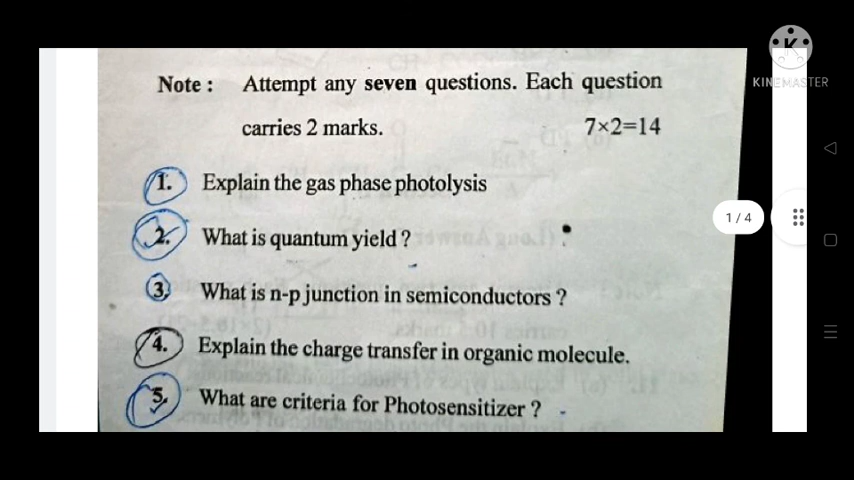 Note : Attempt any seven questions. Each question
carries 2 marks. 7×2=14
KINEMASTER
1. Explain the gas phase photolysis
1 / 4
2. What is quantum yield ?
3. What is n-p junction in semiconductors ?
4. Explain the charge transfer in organic molecule.
5. What are criteria for Photosensitizer ?